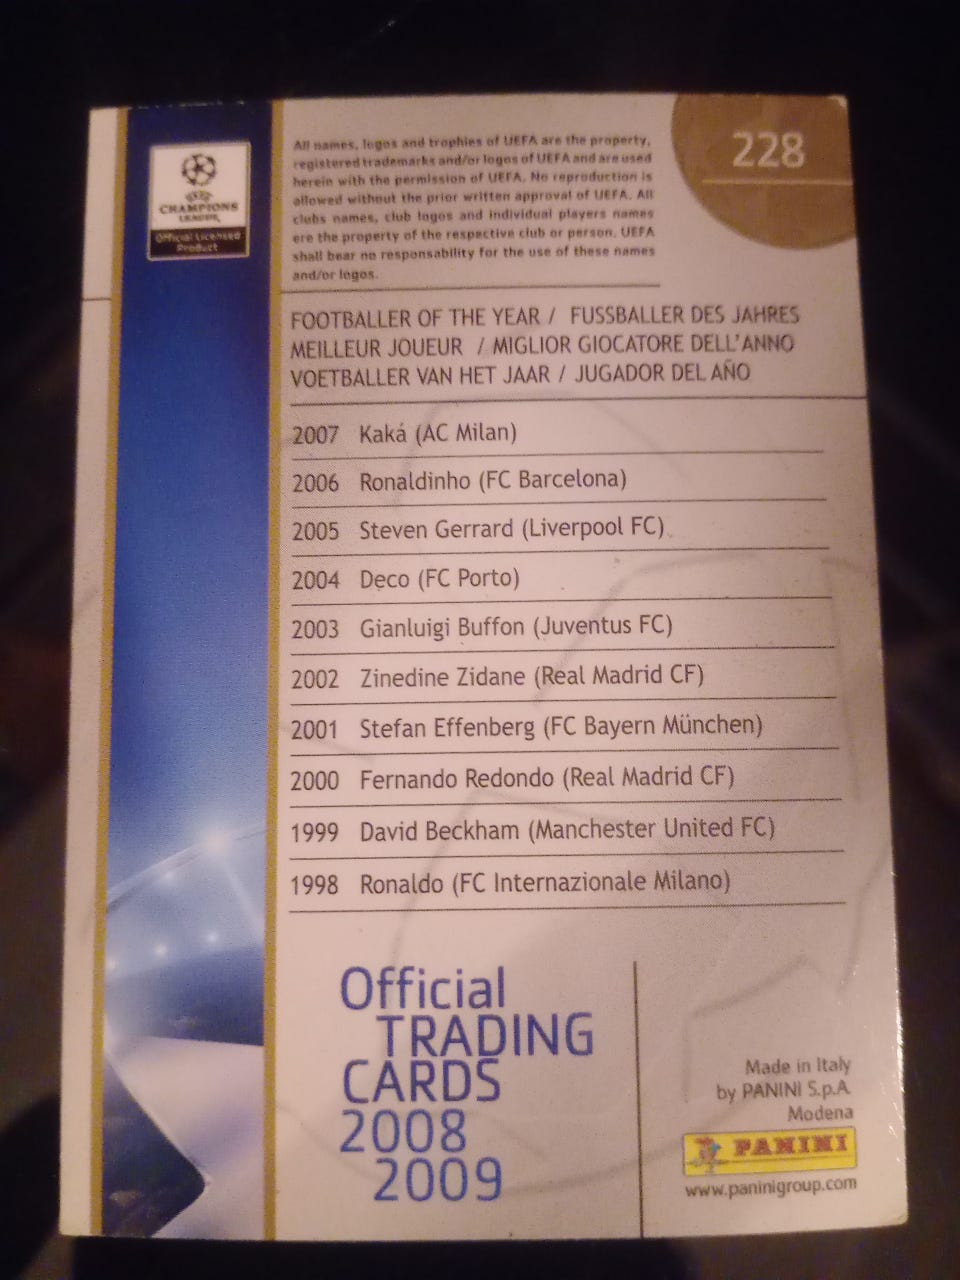 UEFA
CHAMPIONS
LEAGUE
Official Licensed
Product
All names, logos and trophies of UEFA are the property,
registered trademarks and/or logos of UEFA and are used
herein with the permission of UEFA. No reproduction is
allowed without the prior written approval of UEFA. All
clubs names, club logos and individual players names
ere the property of the respective club or person. UEFA
shall bear no responsability for the use of these names
and/or logos.
228
FOOTBALLER OF THE YEAR / FUSSBALLER DES JAHRES
MEILLEUR JOUEUR / MIGLIOR GIOCATORE DELL'ANNO
VOETBALLER VAN HET JAAR / JUGADOR DEL AÑO
2007 Kaká (AC Milan)
2006 Ronaldinho (FC Barcelona)
2005 Steven Gerrard (Liverpool FC)
2004 Deco (FC Porto)
2003 Gianluigi Buffon (Juventus FC)
2002 Zinedine Zidane (Real Madrid CF)
2001 Stefan Effenberg (FC Bayern München)
2000 Fernando Redondo (Real Madrid CF)
1999 David Beckham (Manchester United FC)
1998 Ronaldo (FC Internazionale Milano)
Official
TRADING
CARDS
2008
2009
Made in Italy
by PANINI S.p.A.
Modena
PANINI
www.paninigroup.com